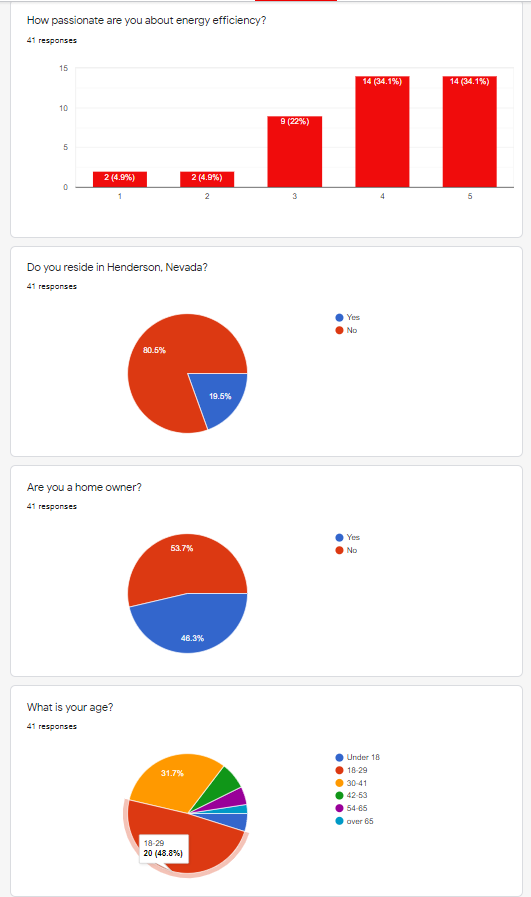 How passionate are you about energy efficiency?
41 responses
15
10
5
0
2 (4.9%)
2 (4.9%)
9 (22%)
14 (34.1%)
14 (34.1%)
1
2
3
4
5
Do you reside in Henderson, Nevada?
41 responses
Yes
No
80.5%
19.5%
Are you a home owner?
41 responses
Yes
No
53.7%
46.3%
What is your age?
41 responses
Under 18
18-29
30-41
42-53
54-65
over 65
31.7%
18-29
20 (48.8%)